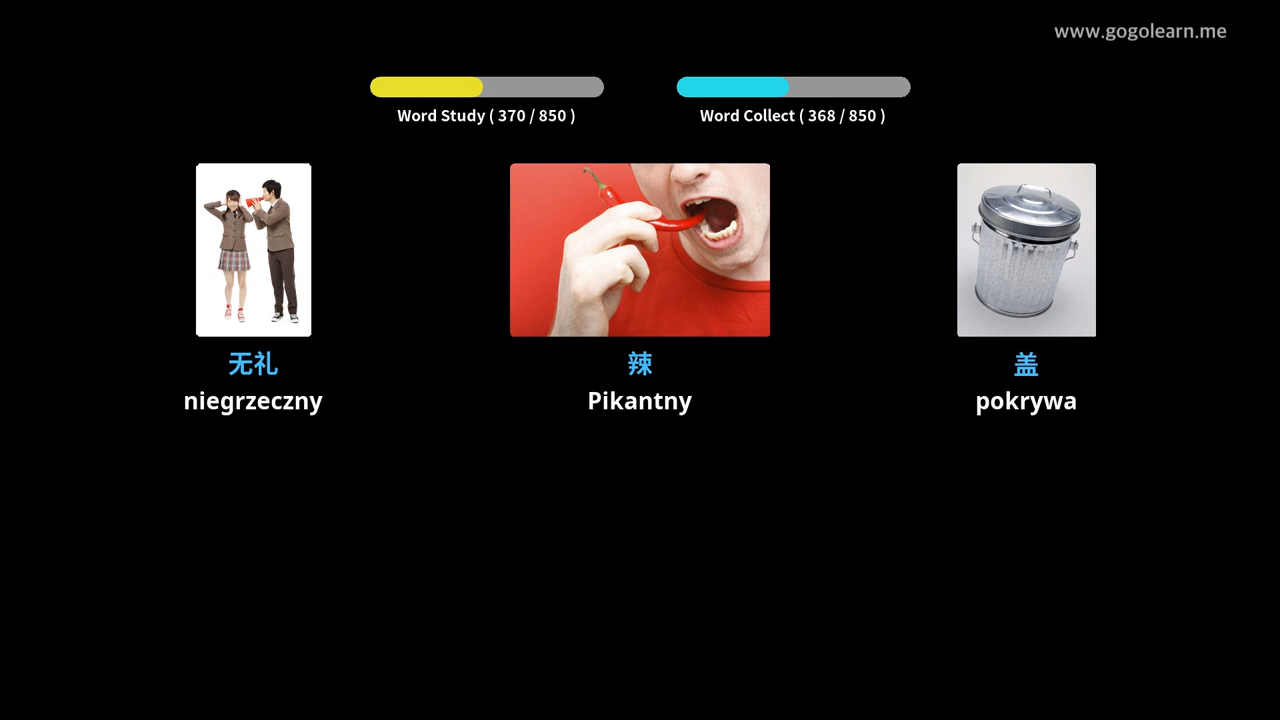 www.gogolearn.me
Word Study ( 370 / 850 )
Word Collect ( 368 / 850 )
无礼
niegrzeczny
辣
Pikantny
盖
pokrywa